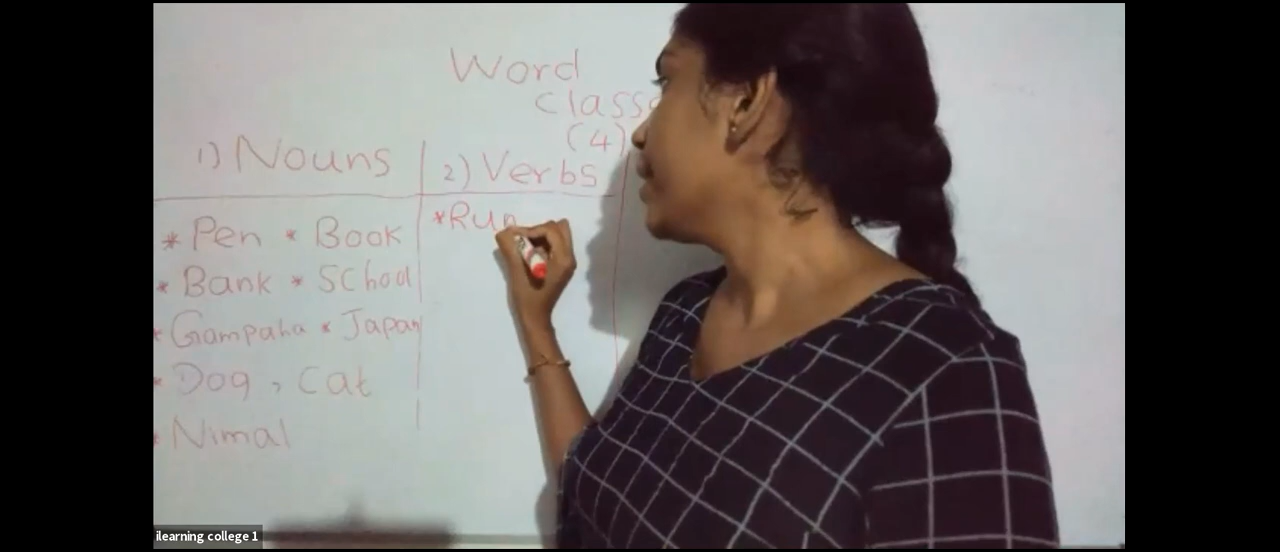 Word
Classe
(4)
1) Nouns
2) Verbs
* Pen * Book
* Bank * School
* Gampaha * Japan
* Dog, Cat
* Nimal
* Run
ilearning college 1